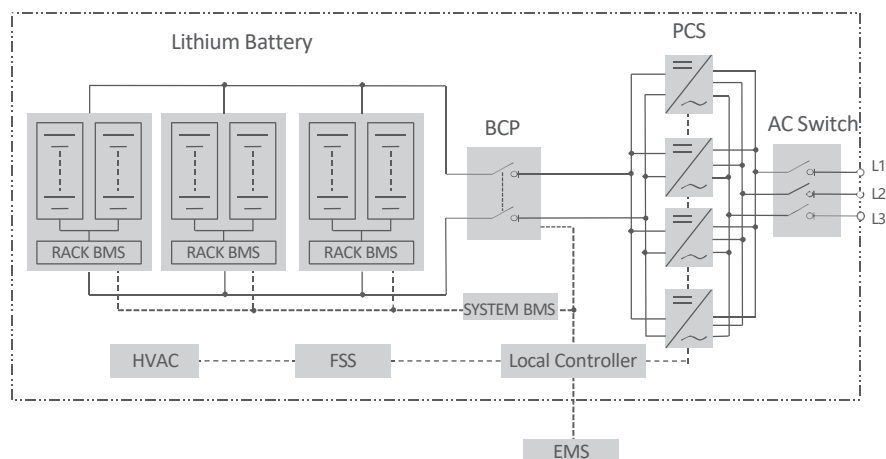 Lithium Battery
PCS
BCP
AC Switch
L1
L2
L3
RACK BMS
RACK BMS
RACK BMS
SYSTEM BMS
HVAC
FSS
Local Controller
EMS